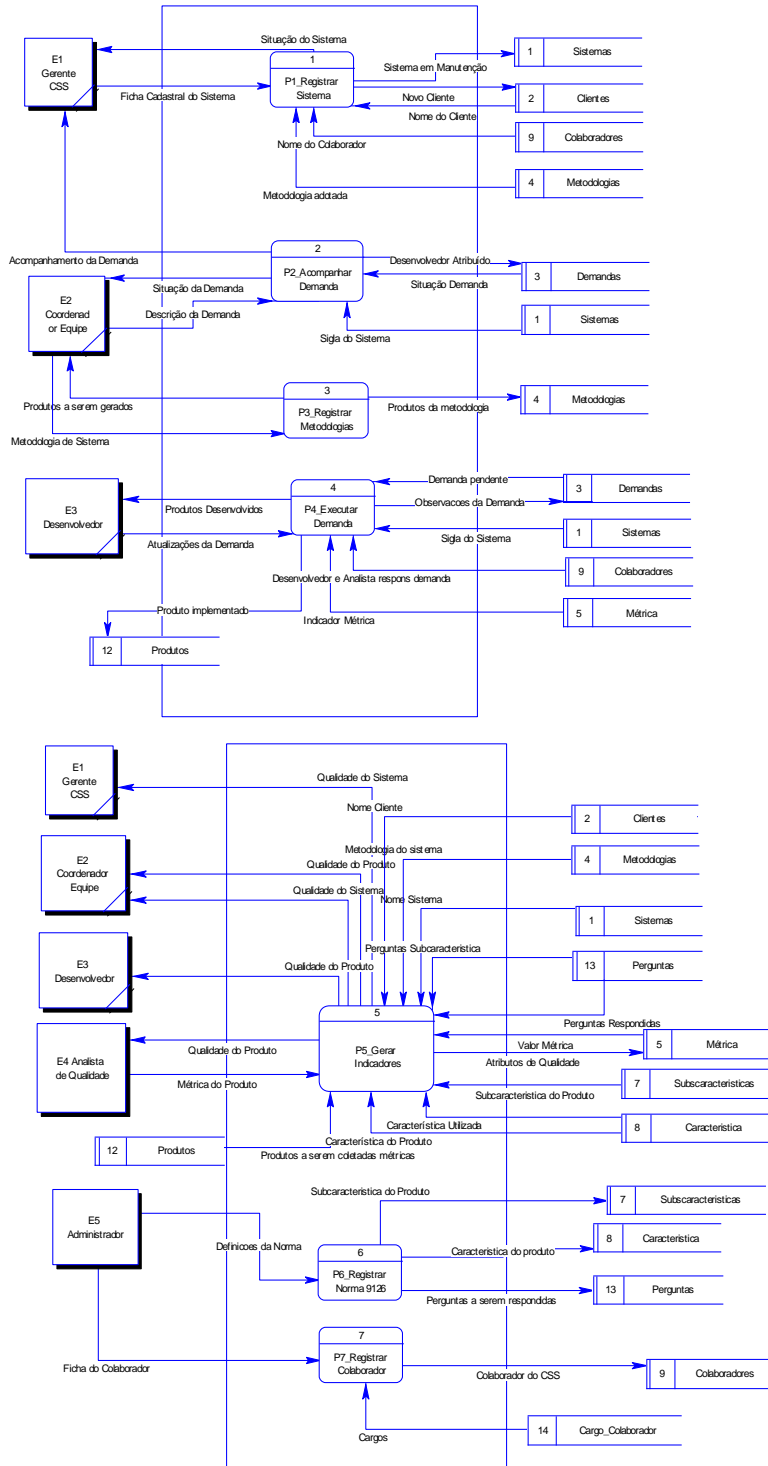 Situação do Sistema
E1
Gerente
CSS
1
P1_Registrar
Sistema
Sistema em Manutenção
1 Sistemas
Ficha Cadastral do Sistema
Novo Cliente
2 Clientes
Nome do Cliente
Nome do Colaborador
9 Colaboradores
Metodologia adotada
4 Metodologias
Acompanhamento da Demanda
2
P2_Acompanhar
Demanda
Desenvolvedor Atribuído
Situação Demanda
3 Demandas
Situação da Demanda
E2
Coordenad
or Equipe
Descrição da Demanda
Sigla do Sistema
1 Sistemas
3
P3_Registrar
Metodologias
Produtos a serem gerados
Produtos da metodologia
4 Metodologias
Metodologia de Sistema
E3
Desenvolvedor
4
P4_Executar
Demanda
Demanda pendente
3 Demandas
Produtos Desenvolvidos
Observacoes da Demanda
Atualizações da Demanda
Sigla do Sistema
1 Sistemas
Desenvolvedor e Analista respons demanda
9 Colaboradores
Produto implementado
Indicador Métrica
5 Métrica
12 Produtos
E1
Gerente
CSS
Qualidade do Sistema
Nome Cliente
2 Clientes
E2
Coordenador
Equipe
Metodologia do sistema
4 Metodologias
Qualidade do Produto
Qualidade do Sistema
Nome Sistema
1 Sistemas
E3
Desenvolvedor
Perguntas Subcaracteristica
Qualidade do Produto
13 Perguntas
5
P5_Gerar
Indicadores
Perguntas Respondidas
E4 Analista
de Qualidade
Qualidade do Produto
Valor Métrica
5 Métrica
Atributos de Qualidade
Métrica do Produto
7 Subscaracteristicas
Subcaracteristica do Produto
Característica Utilizada
8 Caracteristica
Característica do Produto
12 Produtos
Produtos a serem coletadas métricas
E5
Administrador
Subcaracteristica do Produto
7 Subscaracteristicas
Definicoes da Norma
6
P6_Registrar
Norma 9126
Caracteristica do produto
8 Caracteristica
Perguntas a serem respondidas
13 Perguntas
7
P7_Registrar
Colaborador
Ficha do Colaborador
Colaborador do CSS
9 Colaboradores
Cargos
14 Cargo_Colaborador